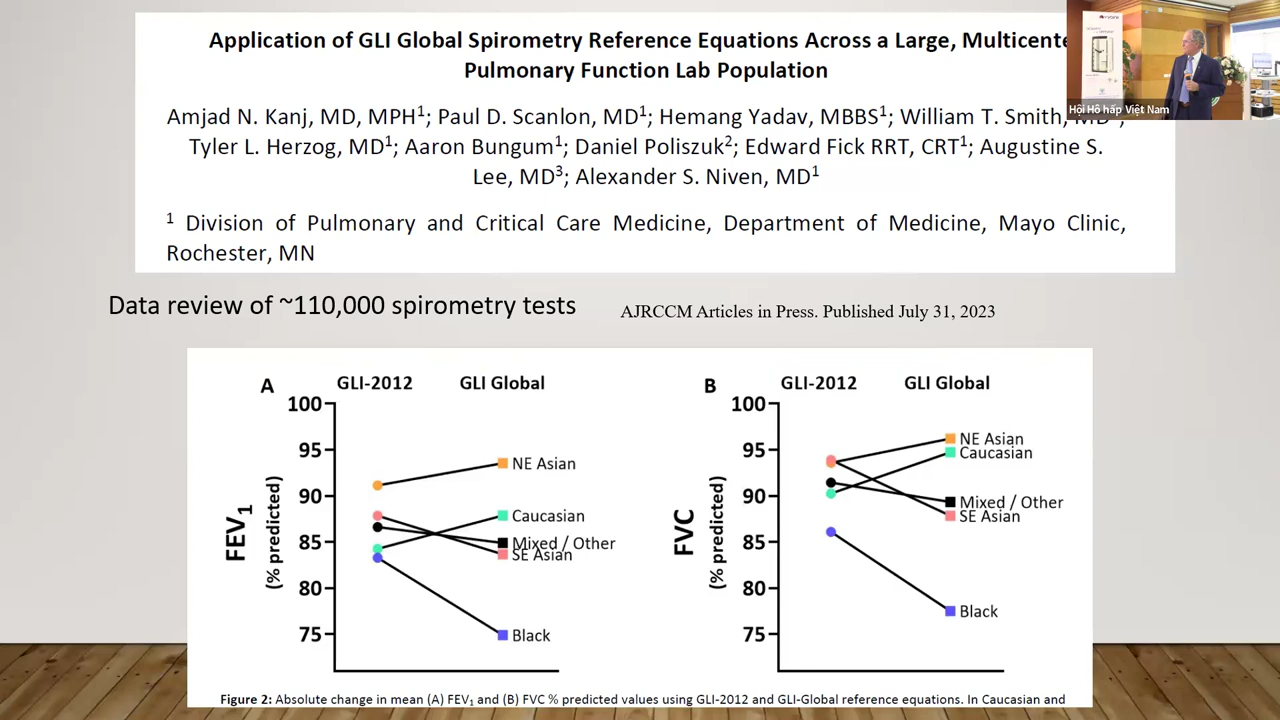 Application of GLI Global Spirometry Reference Equations Across a Large, Multicente
Pulmonary Function Lab Population
Amjad N. Kanj, MD, MPH¹; Paul D. Scanlon, MD¹; Hemang Yadav, MBBS¹; William T. Smith, MD
Tyler L. Herzog, MD¹; Aaron Bungum¹; Daniel Poliszuk²; Edward Fick RRT, CRT¹; Augustine S.
Lee, MD³; Alexander S. Niven, MD¹
¹ Division of Pulmonary and Critical Care Medicine, Department of Medicine, Mayo Clinic,
Rochester, MN
Hội Hô hấp Việt Nam
Data review of ~110,000 spirometry tests
AJRCCM Articles in Press. Published July 31, 2023
A
GLI-2012 GLI Global
FEV₁
(% predicted)
100
95
90
85
80
75
NE Asian
Caucasian
Mixed / Other
SE Asian
Black
B
GLI-2012 GLI Global
FVC
(% predicted)
100
95
90
85
80
75
NE Asian
Caucasian
Mixed / Other
SE Asian
Black
Figure 2: Absolute change in mean (A) FEV₁ and (B) FVC % predicted values using GLI-2012 and GLI-Global reference equations. In Caucasian and